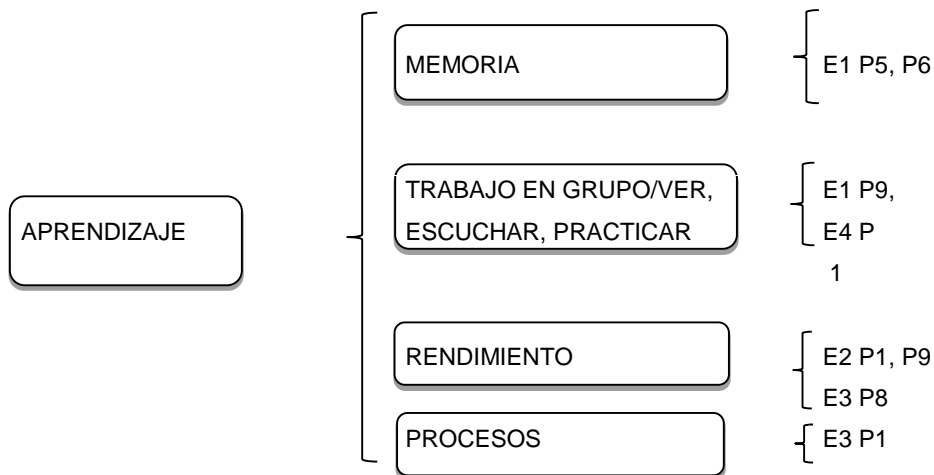 MEMORIA
E1 P5, P6
APRENDIZAJE
TRABAJO EN GRUPO/VER,
ESCUCHAR, PRACTICAR
E1 P9,
E4 P
1
RENDIMIENTO
E2 P1, P9
E3 P8
PROCESOS
E3 P1